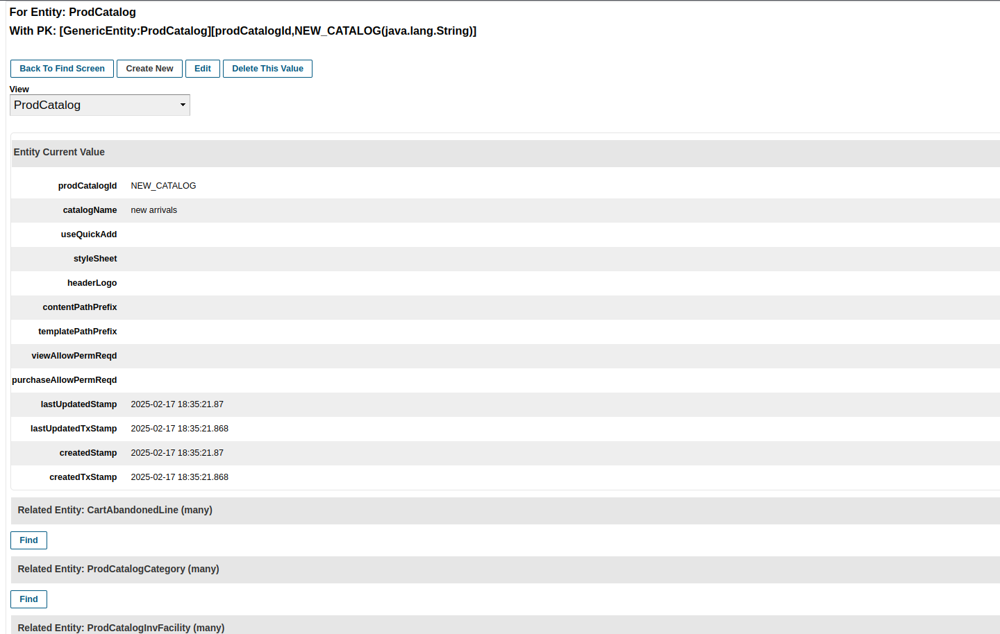 For Entity: ProdCatalog
With PK: [GenericEntity:ProdCatalog][prodCatalogId,NEW_CATALOG(java.lang.String)]
Back To Find Screen Create New Edit Delete This Value
View
ProdCatalog
Entity Current Value
prodCatalogId NEW_CATALOG
catalogName new arrivals
useQuickAdd
styleSheet
headerLogo
contentPathPrefix
templatePathPrefix
viewAllowPermReqd
purchaseAllowPermReqd
lastUpdatedStamp 2025-02-17 18:35:21.87
lastUpdatedTxStamp 2025-02-17 18:35:21.868
createdStamp 2025-02-17 18:35:21.87
createdTxStamp 2025-02-17 18:35:21.868
Related Entity: CartAbandonedLine (many)
Find
Related Entity: ProdCatalogCategory (many)
Find
Related Entity: ProdCatalogInvFacility (many)